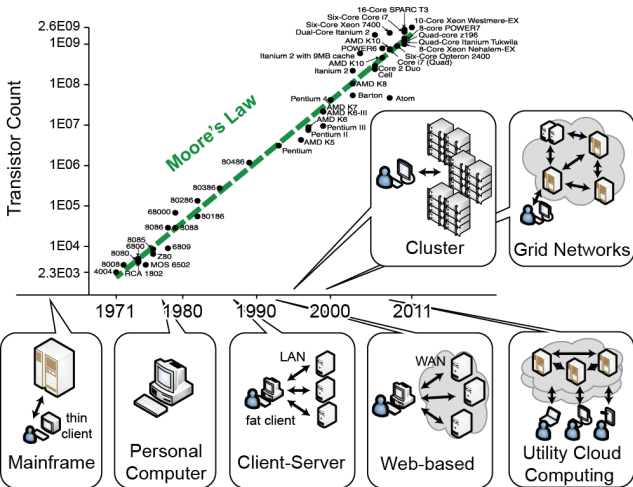 16-Core SPARC T3
Six-Core Core i7
Six-Core Xeon 7400
Dual-Core Itanium 2
AMD K10
POWER6
Itanium 2 with 9MB cache
AMD K10
Itanium 2
10-Core Xeon Westmere-EX
8-core POWER7
Quad-core z196
Quad-Core Itanium Tukwila
8-Core Xeon Nehalem-EX
Six-Core Opteron 2400
Core i7 (Quad)
Core 2 Duo
Cell
AMD K8
Barton
Atom
Pentium 4
AMD K7
AMD K6-III
AMD K6
Pentium III
Pentium II
AMD K5
Pentium
80486
80386
80286
80186
68000
8086
8088
8085
6800
6809
8080
Z80
8008
MOS 6502
4004
RCA 1802
Moore's Law
Transistor Count
2.6E09
1E09
1E08
1E07
1E06
1E05
1E04
2.3E03
1971
1980
1990
2000
2011
Cluster
Grid Networks
thin
client
Mainframe
Personal
Computer
LAN
fat client
Client-Server
WAN
Web-based
Utility Cloud
Computing